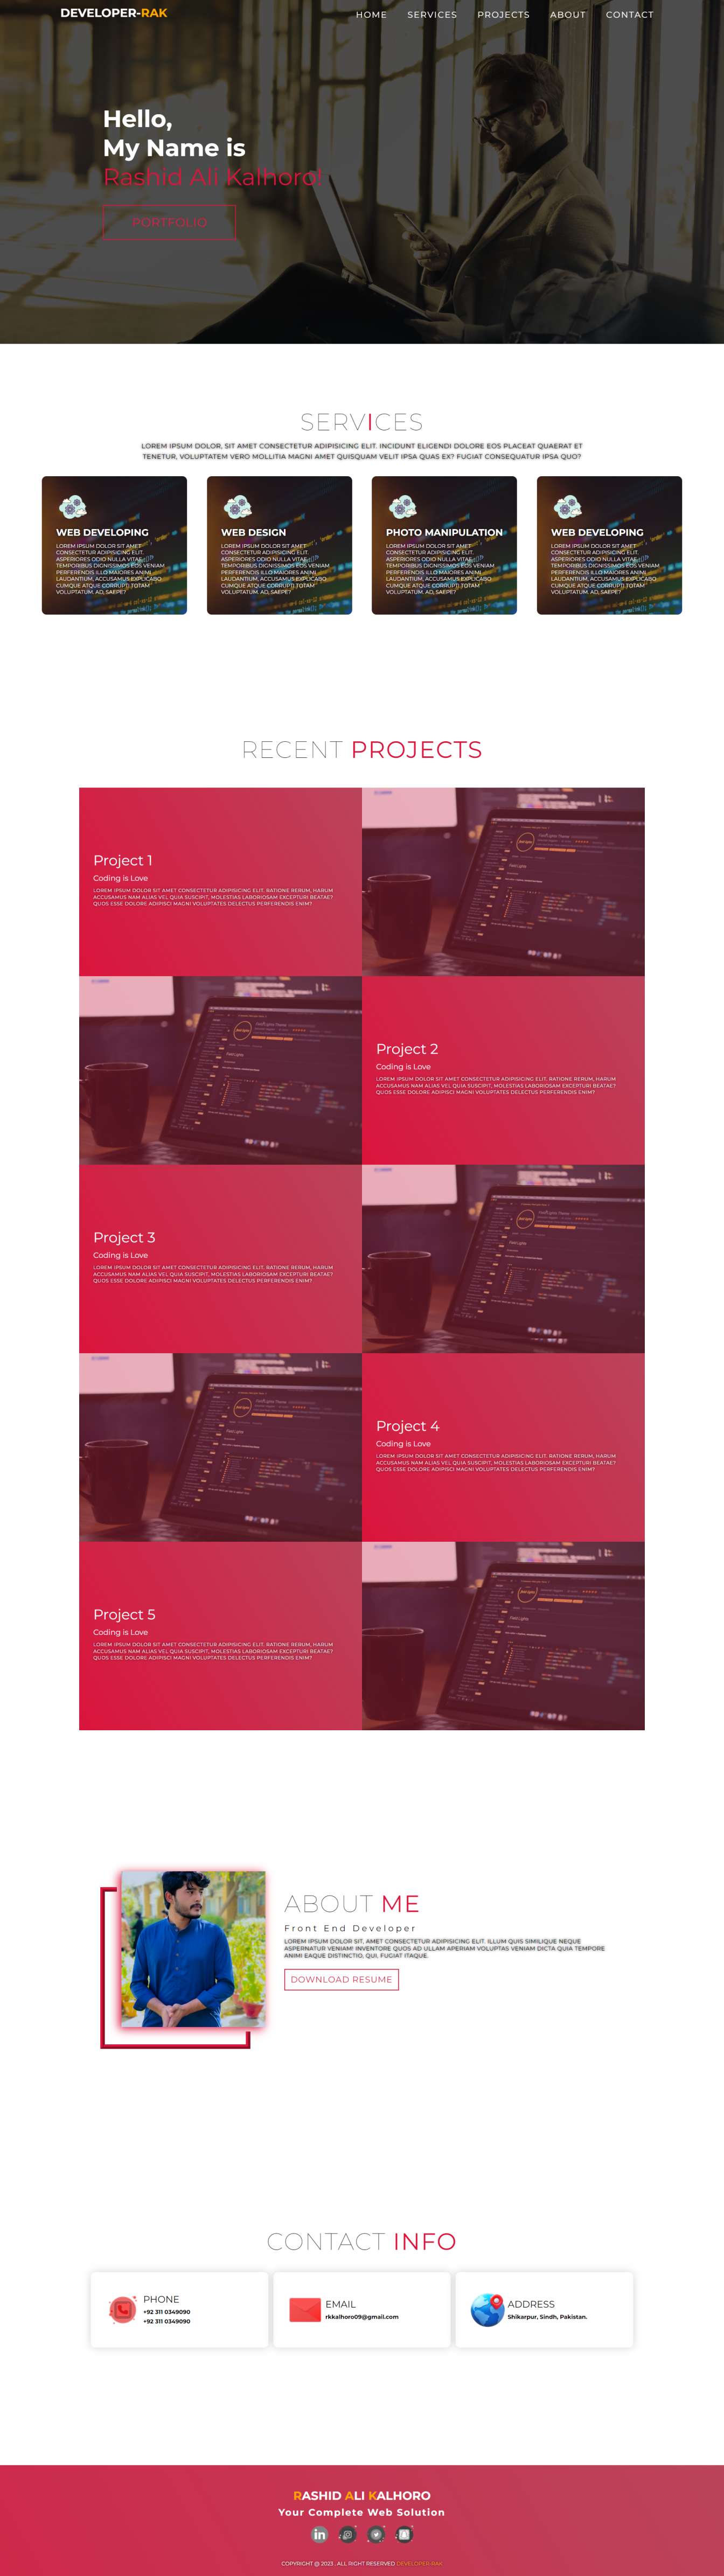 DEVELOPER-RAK
HOME SERVICES PROJECTS ABOUT CONTACT
Hello,
My Name is
Rashid Ali Kalhoro!
PORTFOLIO
SERVICES
LOREM IPSUM DOLOR, SIT AMET CONSECTETUR ADIPISICING ELIT. INCIDUNT ELIGENDI DOLORE EOS PLACEAT QUAERAT ET
TENETUR, VOLUPTATEM VERO MOLLITIA MAGNI AMET QUISQUAM VELIT IPSA QUAS EX? FUGIAT CONSEQUATUR IPSA QUO?
WEB DEVELOPING
LOREM IPSUM DOLOR SIT AMET
CONSECTETUR ADIPISICING ELIT.
ASPERIORES ODIO NULLA VITAE
TEMPORIBUS DIGNISSIMOS EOS VENIAM
PERFERENDIS ILLO MAIORES ANIMI
LAUDANTIUM, ACCUSAMUS EXPLICABO
CUMQUE ATQUE CORRUPTI TOTAM
VOLUPTATUM. AD, SAEPE?
WEB DESIGN
LOREM IPSUM DOLOR SIT AMET
CONSECTETUR ADIPISICING ELIT.
ASPERIORES ODIO NULLA VITAE
TEMPORIBUS DIGNISSIMOS EOS VENIAM
PERFERENDIS ILLO MAIORES ANIMI
LAUDANTIUM, ACCUSAMUS EXPLICABO
CUMQUE ATQUE CORRUPTI TOTAM
VOLUPTATUM. AD, SAEPE?
PHOTO MANIPULATION
LOREM IPSUM DOLOR SIT AMET
CONSECTETUR ADIPISICING ELIT.
ASPERIORES ODIO NULLA VITAE
TEMPORIBUS DIGNISSIMOS EOS VENIAM
PERFERENDIS ILLO MAIORES ANIMI
LAUDANTIUM, ACCUSAMUS EXPLICABO
CUMQUE ATQUE CORRUPTI TOTAM
VOLUPTATUM. AD, SAEPE?
WEB DEVELOPING
LOREM IPSUM DOLOR SIT AMET
CONSECTETUR ADIPISICING ELIT.
ASPERIORES ODIO NULLA VITAE
TEMPORIBUS DIGNISSIMOS EOS VENIAM
PERFERENDIS ILLO MAIORES ANIMI
LAUDANTIUM, ACCUSAMUS EXPLICABO
CUMQUE ATQUE CORRUPTI TOTAM
VOLUPTATUM. AD, SAEPE?
RECENT PROJECTS
Project 1
Coding is Love
LOREM IPSUM DOLOR SIT AMET CONSECTETUR ADIPISICING ELIT. RATIONE RERUM, HARUM
ACCUSAMUS NAM ALIAS VEL QUIA SUSCIPIT, MOLESTIAS LABORIOSAM EXCEPTURI BEATAE?
QUOS ESSE DOLORE ADIPISCI MAGNI VOLUPTATES DELECTUS PERFERENDIS ENIM?
Project 2
Coding is Love
LOREM IPSUM DOLOR SIT AMET CONSECTETUR ADIPISICING ELIT. RATIONE RERUM, HARUM
ACCUSAMUS NAM ALIAS VEL QUIA SUSCIPIT, MOLESTIAS LABORIOSAM EXCEPTURI BEATAE?
QUOS ESSE DOLORE ADIPISCI MAGNI VOLUPTATES DELECTUS PERFERENDIS ENIM?
Project 3
Coding is Love
LOREM IPSUM DOLOR SIT AMET CONSECTETUR ADIPISICING ELIT. RATIONE RERUM, HARUM
ACCUSAMUS NAM ALIAS VEL QUIA SUSCIPIT, MOLESTIAS LABORIOSAM EXCEPTURI BEATAE?
QUOS ESSE DOLORE ADIPISCI MAGNI VOLUPTATES DELECTUS PERFERENDIS ENIM?
Project 4
Coding is Love
LOREM IPSUM DOLOR SIT AMET CONSECTETUR ADIPISICING ELIT. RATIONE RERUM, HARUM
ACCUSAMUS NAM ALIAS VEL QUIA SUSCIPIT, MOLESTIAS LABORIOSAM EXCEPTURI BEATAE?
QUOS ESSE DOLORE ADIPISCI MAGNI VOLUPTATES DELECTUS PERFERENDIS ENIM?
Project 5
Coding is Love
LOREM IPSUM DOLOR SIT AMET CONSECTETUR ADIPISICING ELIT. RATIONE RERUM, HARUM
ACCUSAMUS NAM ALIAS VEL QUIA SUSCIPIT, MOLESTIAS LABORIOSAM EXCEPTURI BEATAE?
QUOS ESSE DOLORE ADIPISCI MAGNI VOLUPTATES DELECTUS PERFERENDIS ENIM?
ABOUT ME
Front End Developer
LOREM IPSUM DOLOR SIT, AMET CONSECTETUR ADIPISICING ELIT. ILLUM QUIS SIMILIQUE NEQUE
ASPERNATUR VENIAM! INVENTORE QUOS AD ULLAM APERIAM VOLUPTAS VENIAM DICTA QUIA TEMPORE
ANIMI EAQUE DISTINCTIO, QUI, FUGIAT ITAQUE.
DOWNLOAD RESUME
CONTACT INFO
PHONE
+92 311 0349090
+92 311 0349090
EMAIL
rkkalhoro09@gmail.com
ADDRESS
Shikarpur, Sindh, Pakistan.
RASHID ALI KALHORO
Your Complete Web Solution
in
COPYRIGHT @ 2023 . ALL RIGHT RESERVED DEVELOPER-RAK